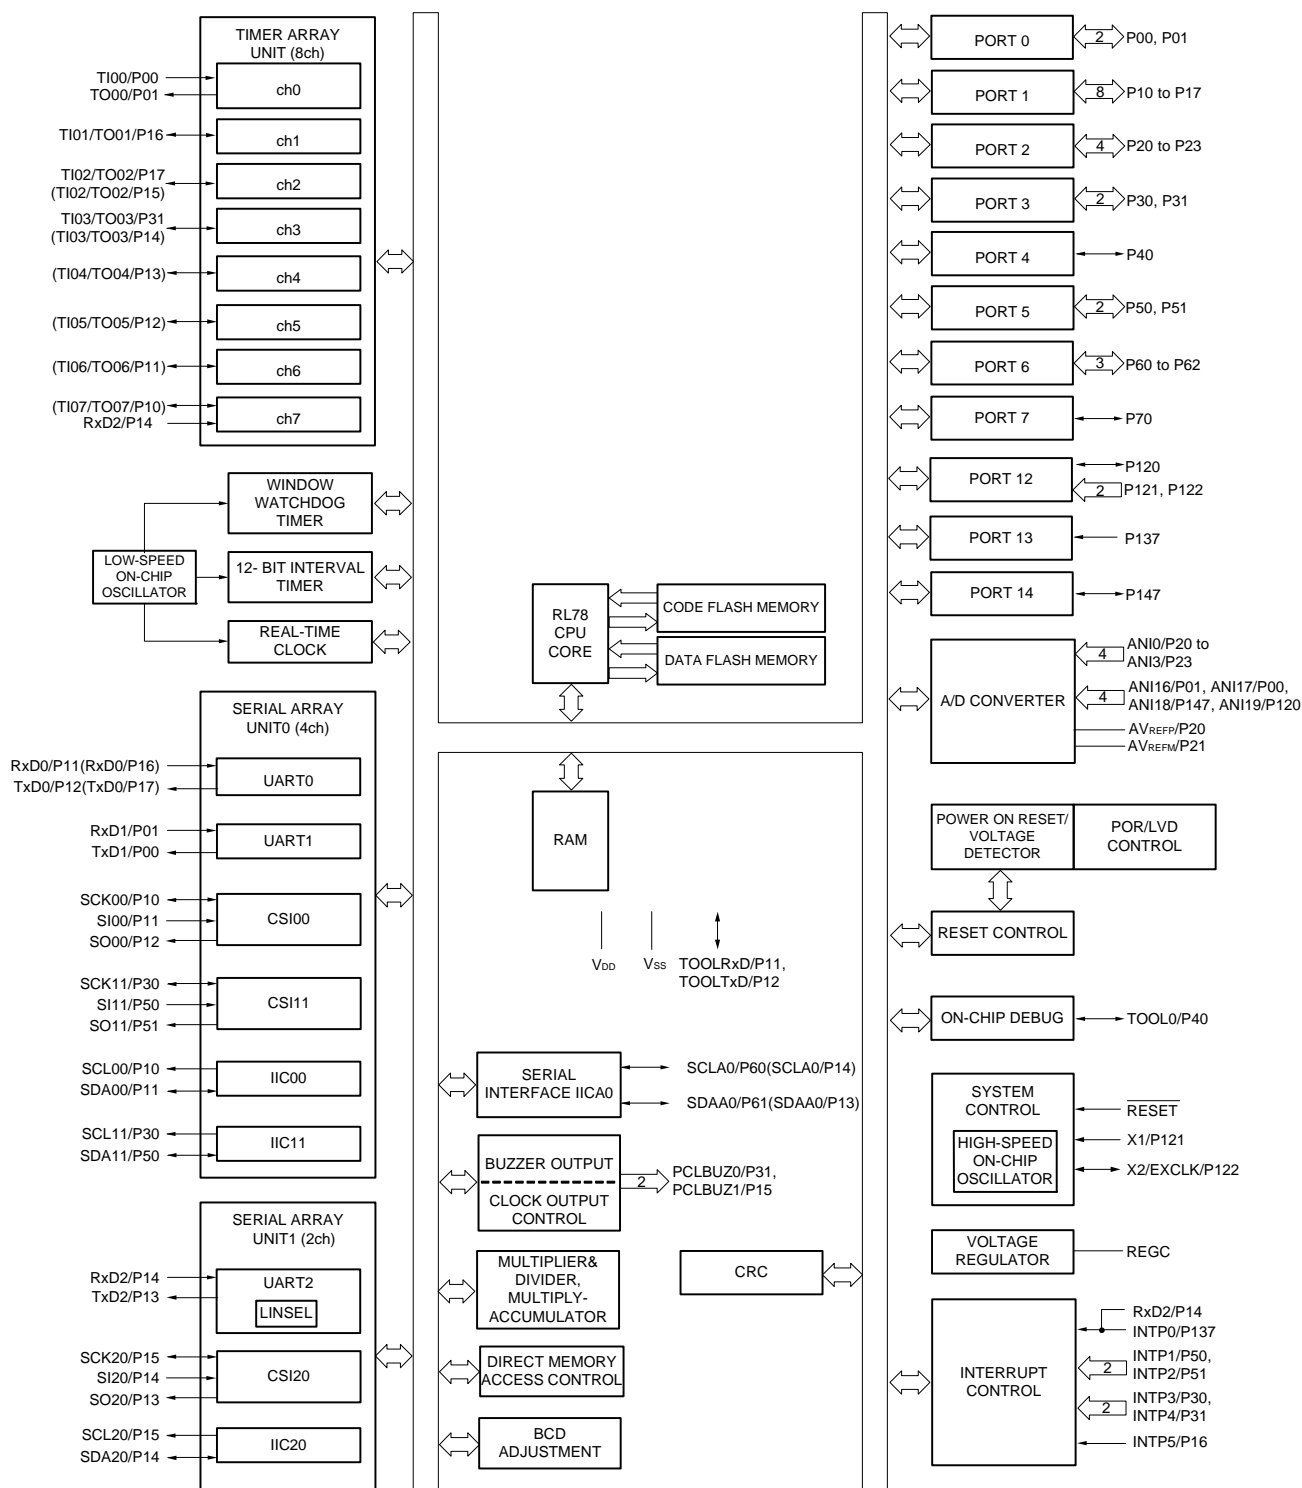 TIMER ARRAY
UNIT (8ch)
TI00/P00
TO00/P01
ch0
TI01/TO01/P16
ch1
TI02/TO02/P17
(TI02/TO02/P15)
ch2
TI03/TO03/P31
(TI03/TO03/P14)
ch3
(TI04/TO04/P13)
ch4
(TI05/TO05/P12)
ch5
(TI06/TO06/P11)
ch6
(TI07/TO07/P10)
RxD2/P14
ch7
WINDOW
WATCHDOG
TIMER
LOW-SPEED
ON-CHIP
OSCILLATOR
12- BIT INTERVAL
TIMER
REAL-TIME
CLOCK
SERIAL ARRAY
UNIT0 (4ch)
RxD0/P11(RxD0/P16)
TxD0/P12(TxD0/P17)
UART0
RxD1/P01
TxD1/P00
UART1
SCK00/P10
SI00/P11
SO00/P12
CSI00
SCK11/P30
SI11/P50
SO11/P51
CSI11
SCL00/P10
SDA00/P11
IIC00
SCL11/P30
SDA11/P50
IIC11
SERIAL ARRAY
UNIT1 (2ch)
RxD2/P14
TxD2/P13
UART2
LINSEL
SCK20/P15
SI20/P14
SO20/P13
CSI20
SCL20/P15
SDA20/P14
IIC20
RL78
CPU
CORE
CODE FLASH MEMORY
DATA FLASH MEMORY
RAM
VDD
VSS
TOOLRxD/P11,
TOOLTxD/P12
SERIAL
INTERFACE IICA0
SCLA0/P60(SCLA0/P14)
SDAA0/P61(SDAA0/P13)
BUZZER OUTPUT
CLOCK OUTPUT
CONTROL
2
PCLBUZ0/P31,
PCLBUZ1/P15
MULTIPLIER&
DIVIDER,
MULTIPLY-
ACCUMULATOR
CRC
DIRECT MEMORY
ACCESS CONTROL
BCD
ADJUSTMENT
PORT 0
2
P00, P01
PORT 1
8
P10 to P17
PORT 2
4
P20 to P23
PORT 3
2
P30, P31
PORT 4
P40
PORT 5
2
P50, P51
PORT 6
3
P60 to P62
PORT 7
P70
PORT 12
P120
2
P121, P122
PORT 13
P137
PORT 14
P147
A/D CONVERTER
4
ANI0/P20 to
ANI3/P23
4
ANI16/P01, ANI17/P00,
ANI18/P147, ANI19/P120
AVREFP/P20
AVREFM/P21
POWER ON RESET/
VOLTAGE
DETECTOR
POR/LVD
CONTROL
RESET CONTROL
ON-CHIP DEBUG
TOOL0/P40
SYSTEM
CONTROL
HIGH-SPEED
ON-CHIP
OSCILLATOR
RESET
X1/P121
X2/EXCLK/P122
VOLTAGE
REGULATOR
REGC
INTERRUPT
CONTROL
RxD2/P14
INTP0/P137
2
INTP1/P50,
INTP2/P51
2
INTP3/P30,
INTP4/P31
INTP5/P16